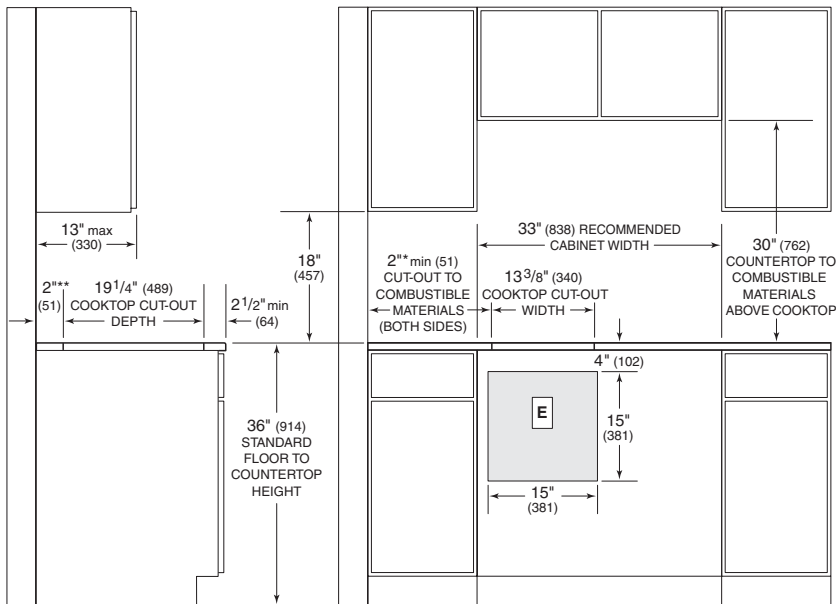 13" max
(330)
2"**
(51)
19 1/4" (489)
COOKTOP CUT-OUT
DEPTH
2 1/2" min
(64)
18"
(457)
36" (914)
STANDARD
FLOOR TO
COUNTERTOP
HEIGHT
2"* min (51)
CUT-OUT TO
COMBUSTIBLE
MATERIALS
(BOTH SIDES)
33" (838) RECOMMENDED
CABINET WIDTH
13 3/8" (340)
COOKTOP CUT-OUT
WIDTH
30" (762)
COUNTERTOP TO
COMBUSTIBLE
MATERIALS
ABOVE COOKTOP
4" (102)
E
15"
(381)
15"
(381)